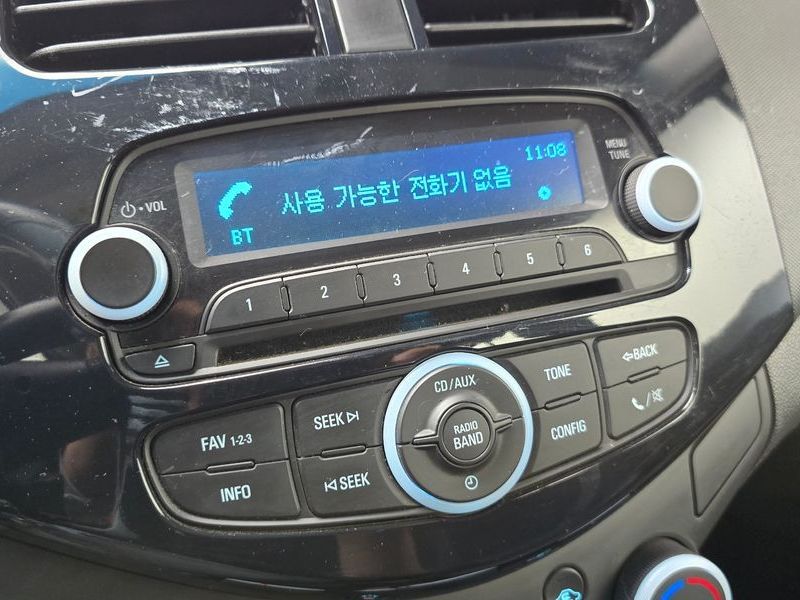 11:08
MENU
TUNE
사용 가능한 전화기 없음
VOL
BT
1 2 3 4 5 6
CD/AUX
TONE
BACK
SEEK
FAV 1-2-3
RADIO
BAND
CONFIG
INFO
SEEK